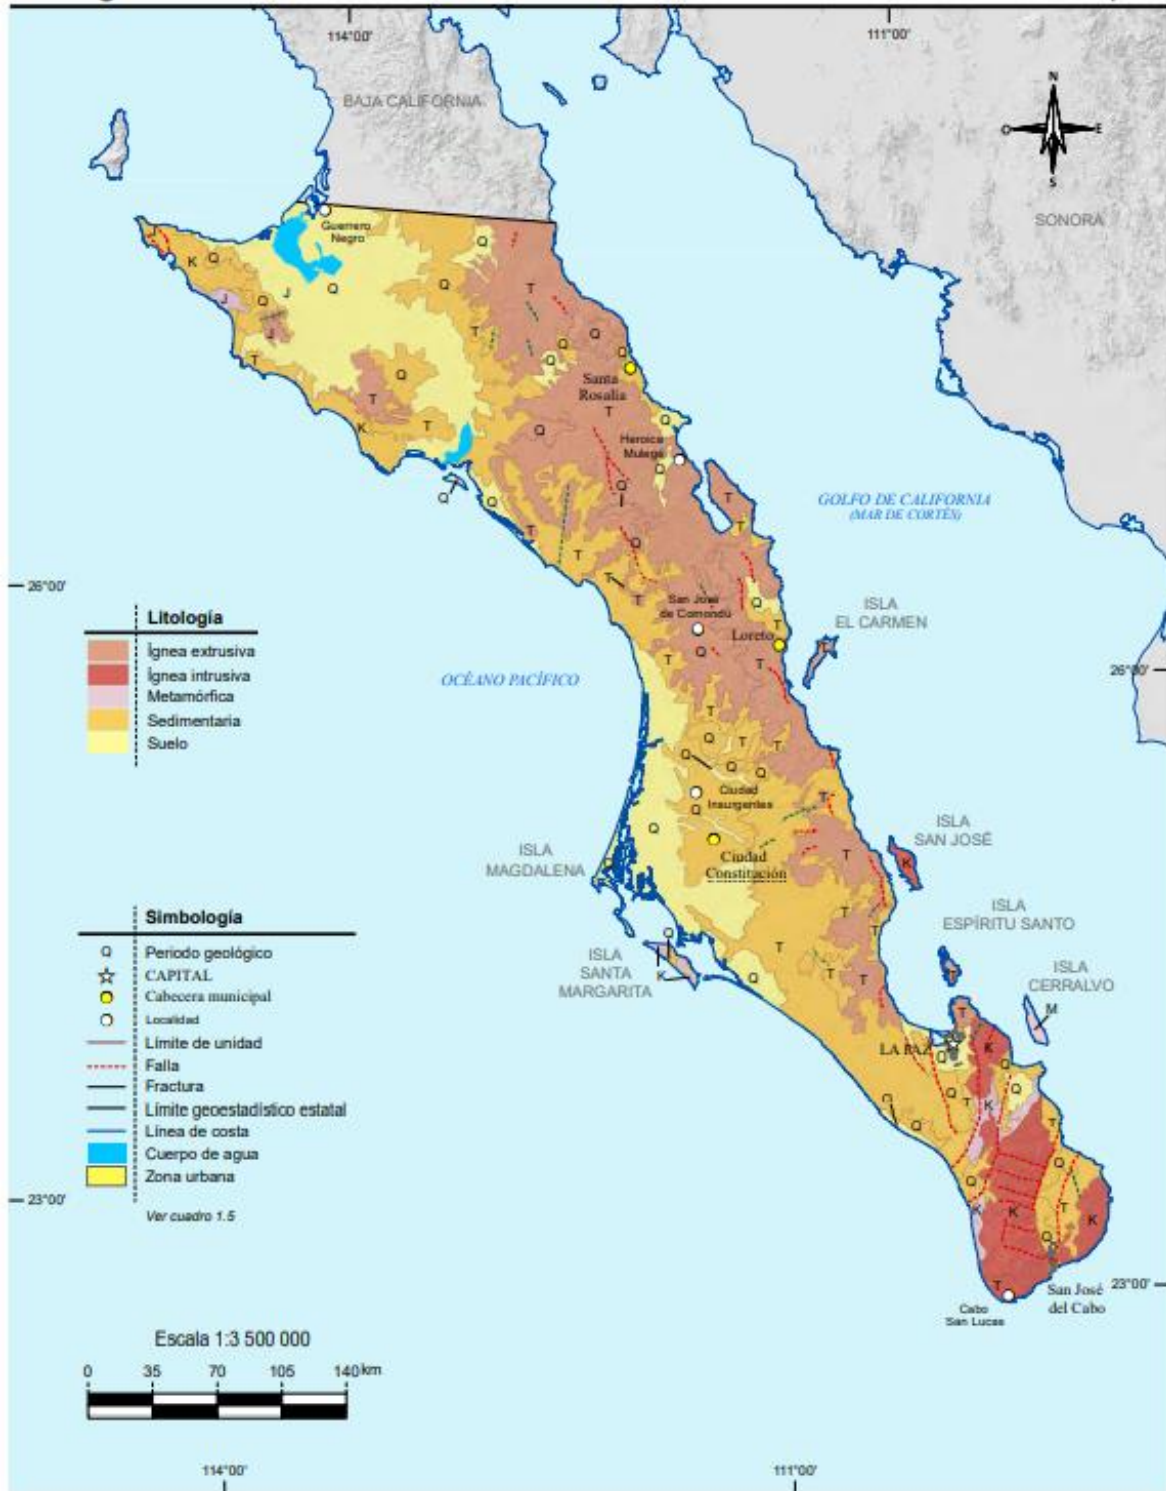 114°00'
111°00'
BAJA CALIFORNIA
N
O
E
S
SONORA
Guerrero
Negro
K
Q
Q
J
Q
J
J
T
Q
T
K
T
Q
Q
T
T
Q
Q
Q
Q
Q
Santa
Rosalía
T
Q
Q
Heroica
Mulegé
Q
Q
T
T
GOLFO DE CALIFORNIA
(MAR DE CORTÉS)
Q
Q
T
T
T
T
Q
26°00'
San José
de Comondú
Q
Q
T
Loreto
T
T
ISLA
EL CARMEN
T
26°00'
Litología
Ígnea extrusiva
Ígnea intrusiva
Metamórfica
Sedimentaria
Suelo
OCÉANO PACÍFICO
T
Q
T
T
Q
Q
Q
Ciudad
Insurgentes
Q
T
Q
Ciudad
Constitución
T
T
T
ISLA
MAGDALENA
ISLA
SAN JOSÉ
K
ISLA
ESPÍRITU SANTO
T
ISLA
CERRALVO
M
ISLA
SANTA
MARGARITA
Q
K
Q
T
T
T
Simbología
Q Periodo geológico
CAPITAL
Cabecera municipal
Localidad
Límite de unidad
Falla
Fractura
Límite geoestadístico estatal
Línea de costa
Cuerpo de agua
Zona urbana
Ver cuadro 1.5
T
LA PAZ
Q
K
Q
Q
Q
T
K
Q
Q
T
Q
Q
K
K
T
Q
K
T
23°00'
23°00'
San José
del Cabo
Cabo
San Lucas
Escala 1:3 500 000
0 35 70 105 140 km
114°00'
111°00'